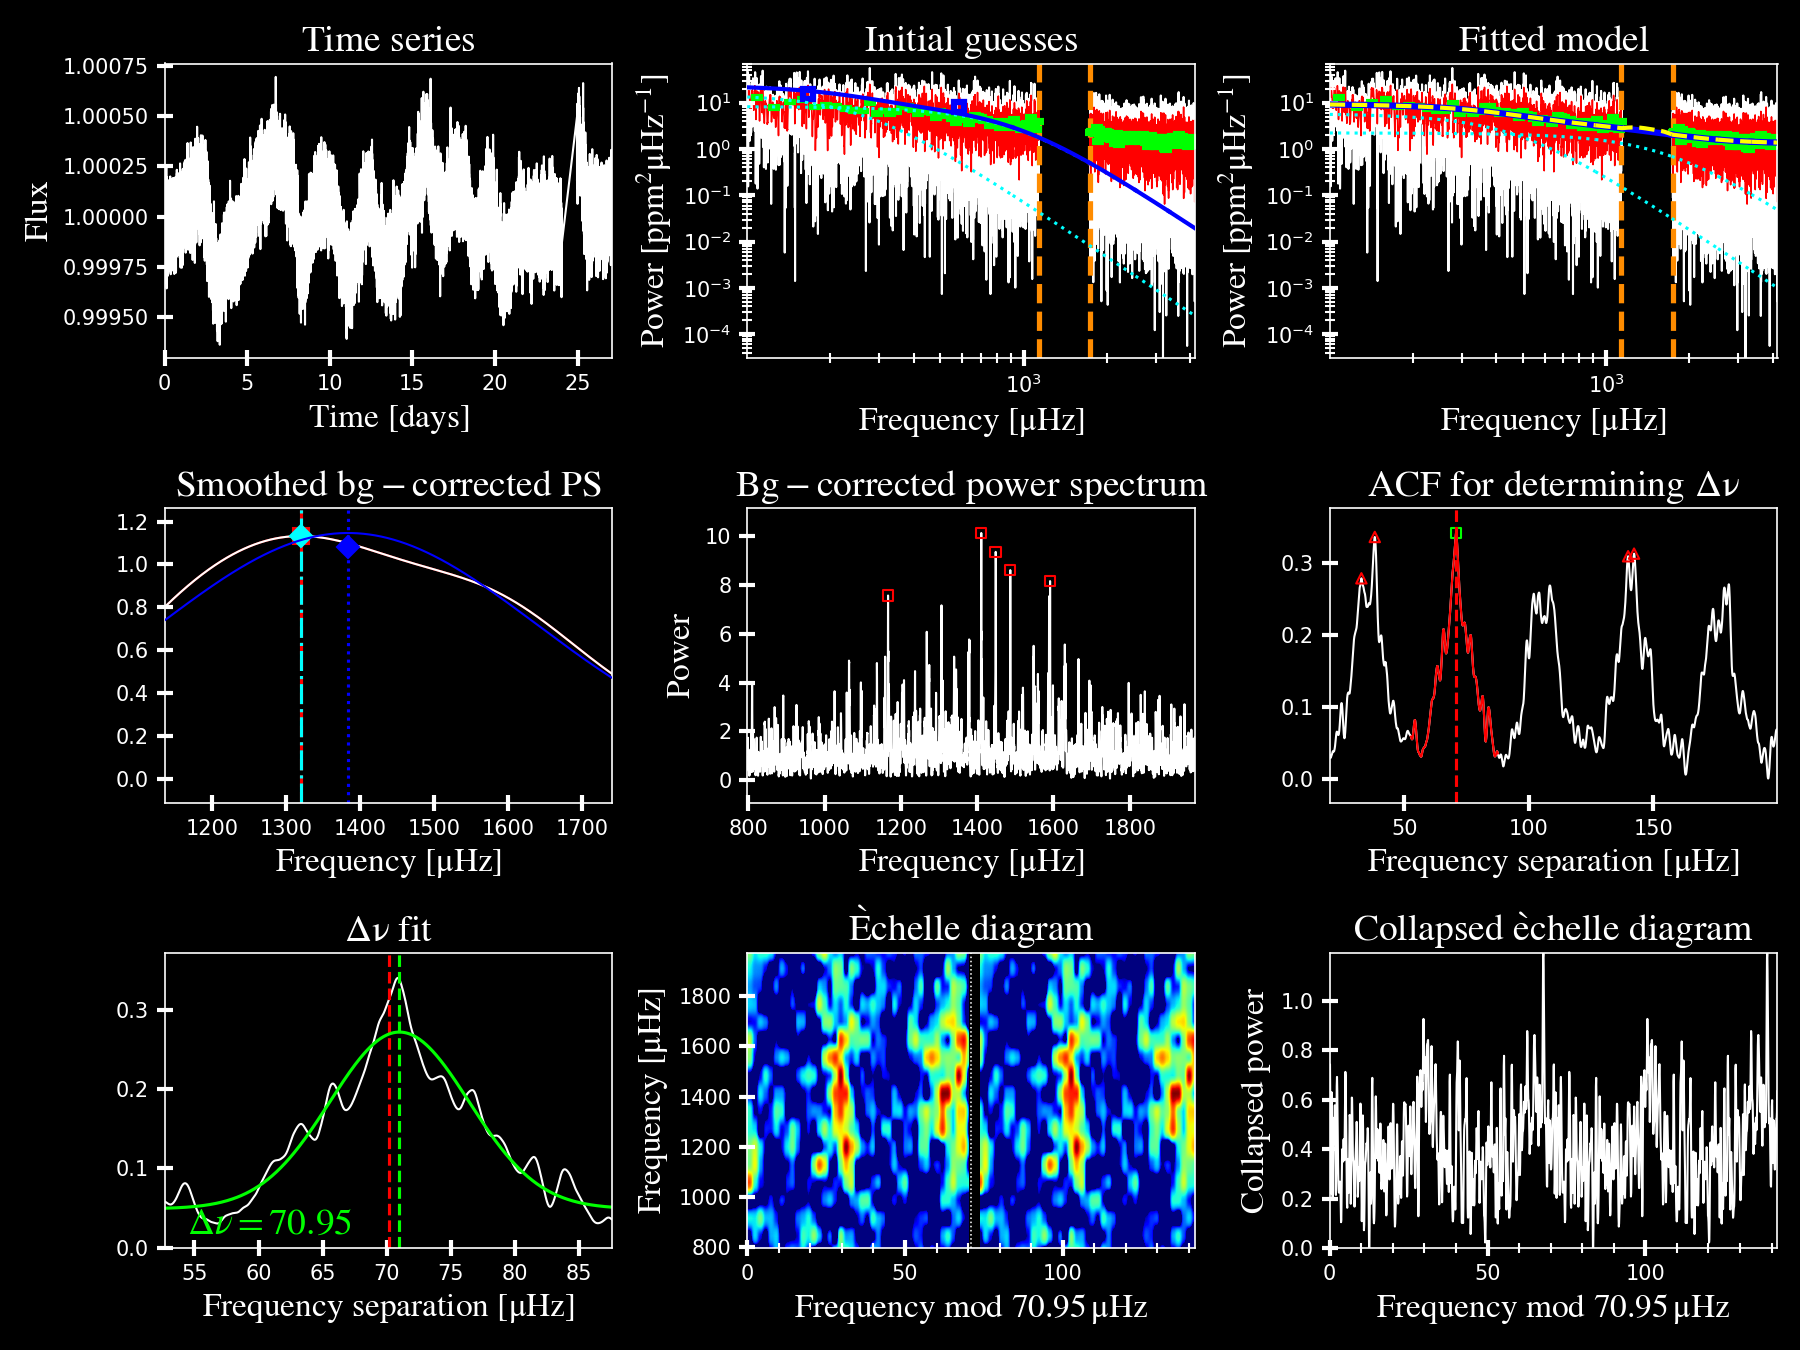 Time series
Initial guesses
Fitted model
1.00075
1.00050
1.00025
1.00000
0.99975
0.99950
Flux
0 5 10 15 20 25
Time [days]
10¹
10⁰
10⁻¹
10⁻²
10⁻³
10⁻⁴
Power [ppm²μHz⁻¹]
10³
Frequency [μHz]
10¹
10⁰
10⁻¹
10⁻²
10⁻³
10⁻⁴
Power [ppm²μHz⁻¹]
10³
Frequency [μHz]
Smoothed bg − corrected PS
Bg − corrected power spectrum
ACF for determining Δν
1.2
1.0
0.8
0.6
0.4
0.2
0.0
1200 1300 1400 1500 1600 1700
Frequency [μHz]
10
8
6
4
2
0
Power
800 1000 1200 1400 1600 1800
Frequency [μHz]
0.3
0.2
0.1
0.0
50 100 150
Frequency separation [μHz]
Δν fit
Èchelle diagram
Collapsed èchelle diagram
0.3
0.2
0.1
0.0
Δν = 70.95
55 60 65 70 75 80 85
Frequency separation [μHz]
1800
1600
1400
1200
1000
800
Frequency [μHz]
0 50 100
Frequency mod 70.95 μHz
1.0
0.8
0.6
0.4
0.2
0.0
Collapsed power
0 50 100
Frequency mod 70.95 μHz